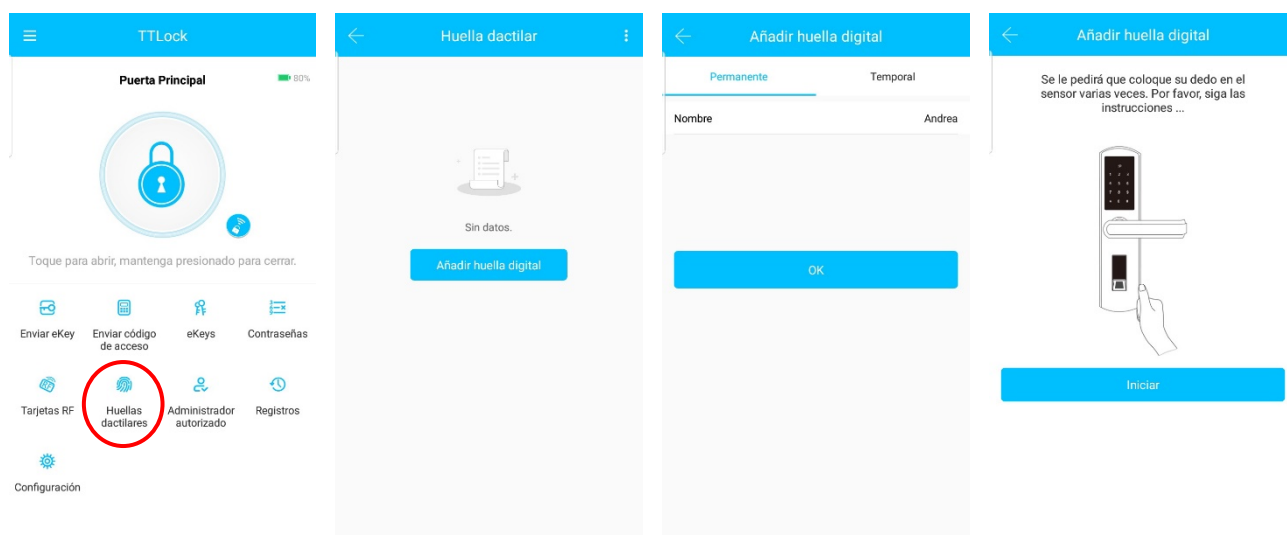 TTLock
Puerta Principal
80%
Toque para abrir, mantenga presionado para cerrar.
Enviar eKey
Enviar código
de acceso
eKeys
Contraseñas
Tarjetas RF
Huellas
dactilares
Administrador
autorizado
Registros
Configuración
Huella dactilar
Sin datos.
Añadir huella digital
Añadir huella digital
Permanente
Temporal
Nombre
Andrea
OK
Añadir huella digital
Se le pedirá que coloque su dedo en el
sensor varias veces. Por favor, siga las
instrucciones ...
Iniciar